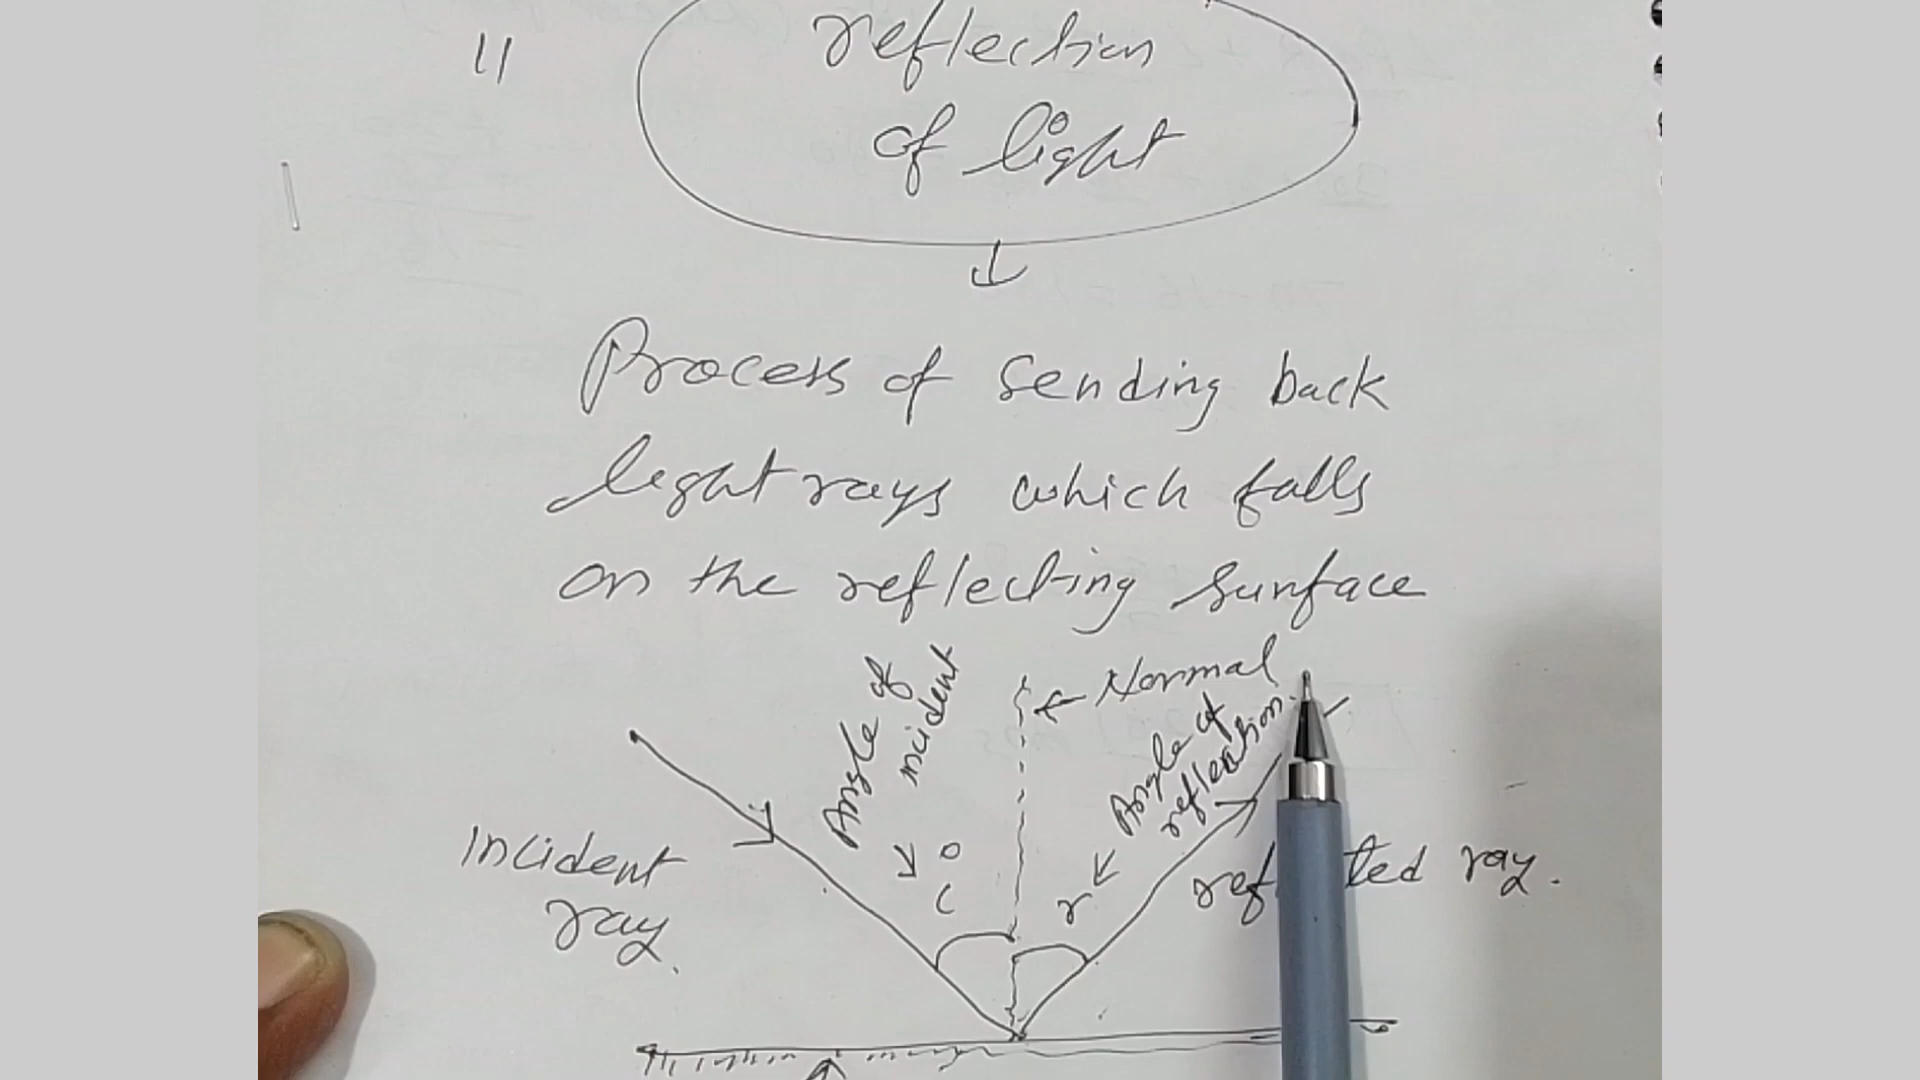 11
reflection
of light
Process of sending back
light rays which falls
on the reflecting surface
Normal
Angle of
incident
Angle of
reflection
Incident
ray.
i
r
ray.